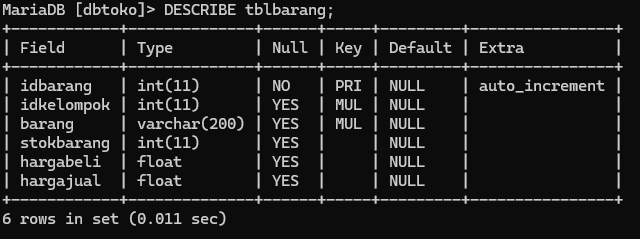 MariaDB [dbtoko]> DESCRIBE tblbarang;
+------------+--------------+------+-----+---------+----------------+
| Field      | Type         | Null | Key | Default | Extra          |
+------------+--------------+------+-----+---------+----------------+
| idbarang   | int(11)      | NO   | PRI | NULL    | auto_increment |
| idkelompok | int(11)      | YES  | MUL | NULL    |                |
| barang     | varchar(200) | YES  | MUL | NULL    |                |
| stokbarang | int(11)      | YES  |     | NULL    |                |
| hargabeli  | float        | YES  |     | NULL    |                |
| hargajual  | float        | YES  |     | NULL    |                |
+------------+--------------+------+-----+---------+----------------+
6 rows in set (0.011 sec)